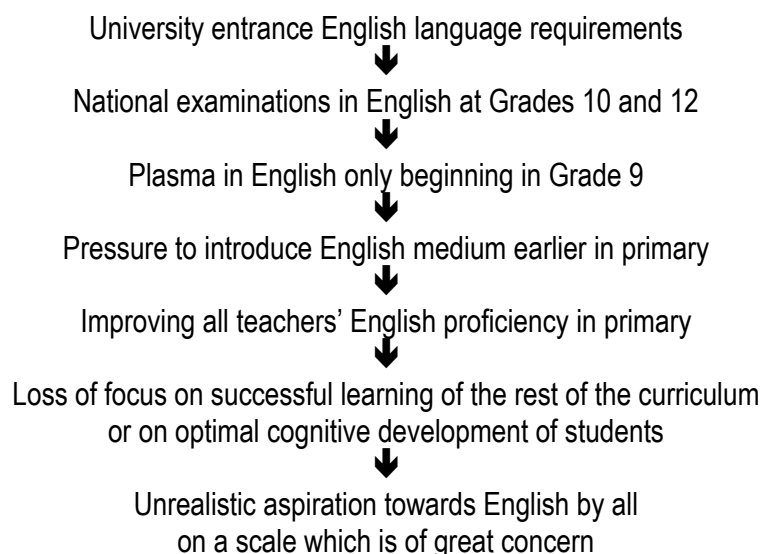 University entrance English language requirements
National examinations in English at Grades 10 and 12
Plasma in English only beginning in Grade 9
Pressure to introduce English medium earlier in primary
Improving all teachers’ English proficiency in primary
Loss of focus on successful learning of the rest of the curriculum
or on optimal cognitive development of students
Unrealistic aspiration towards English by all
on a scale which is of great concern